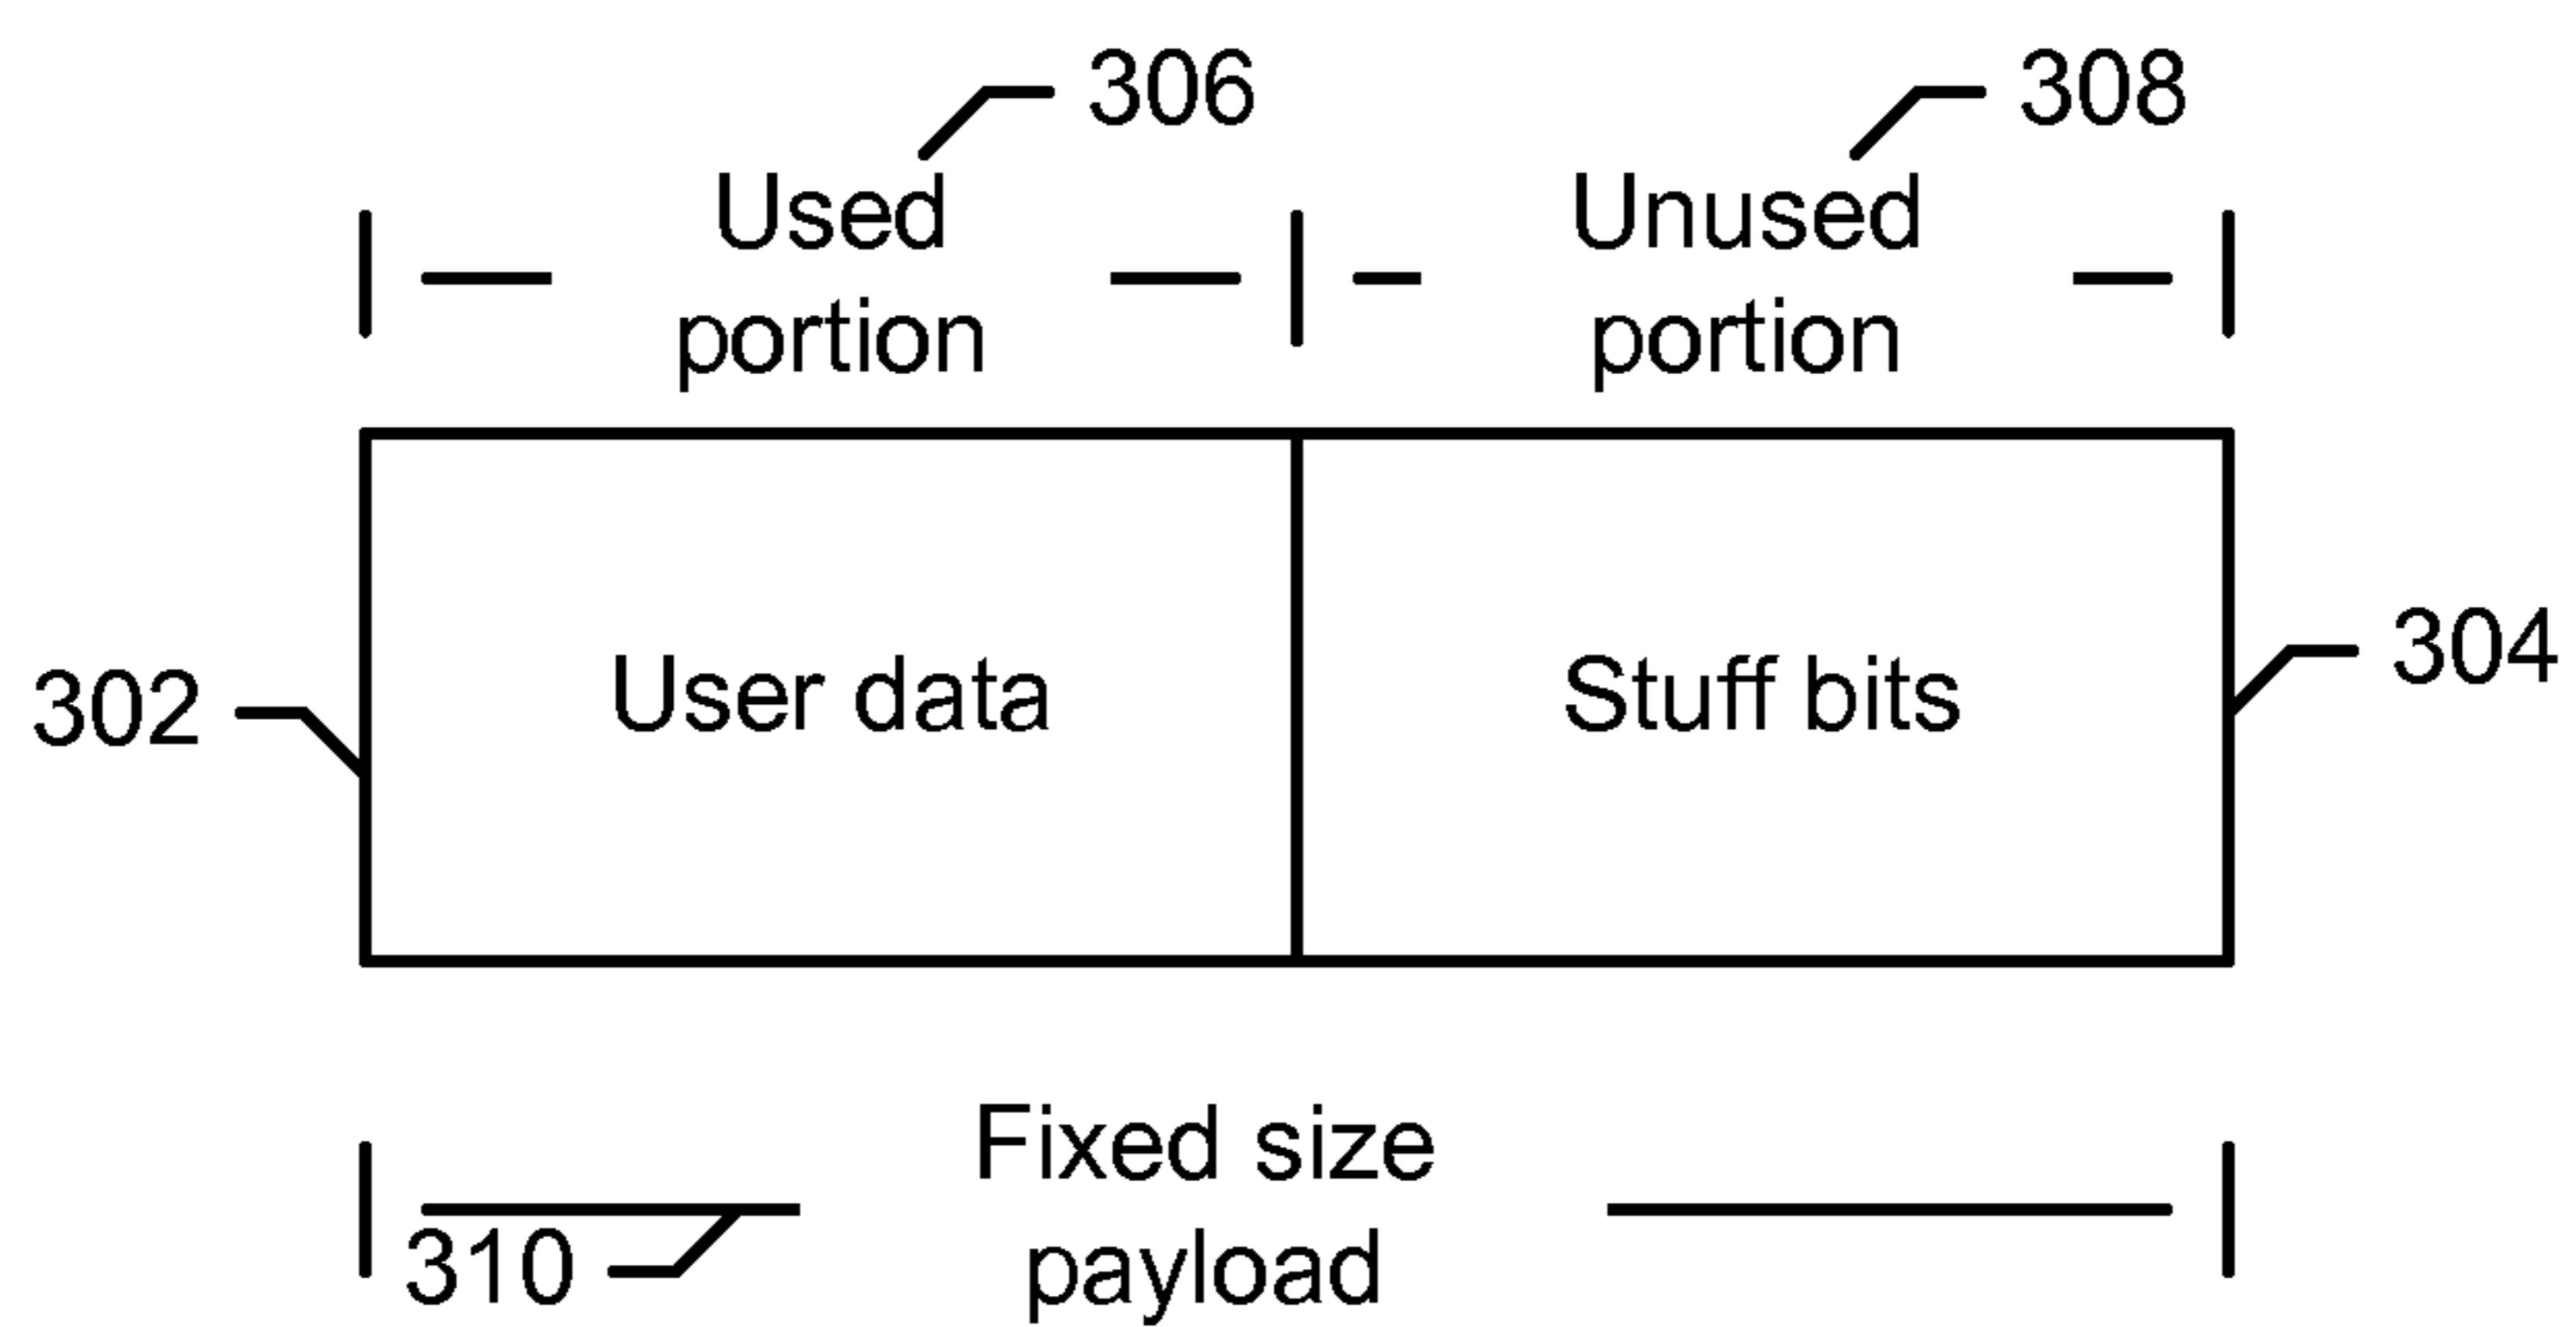 306
308
Used
portion
Unused
portion
302
User data
Stuff bits
304
Fixed size
payload
310